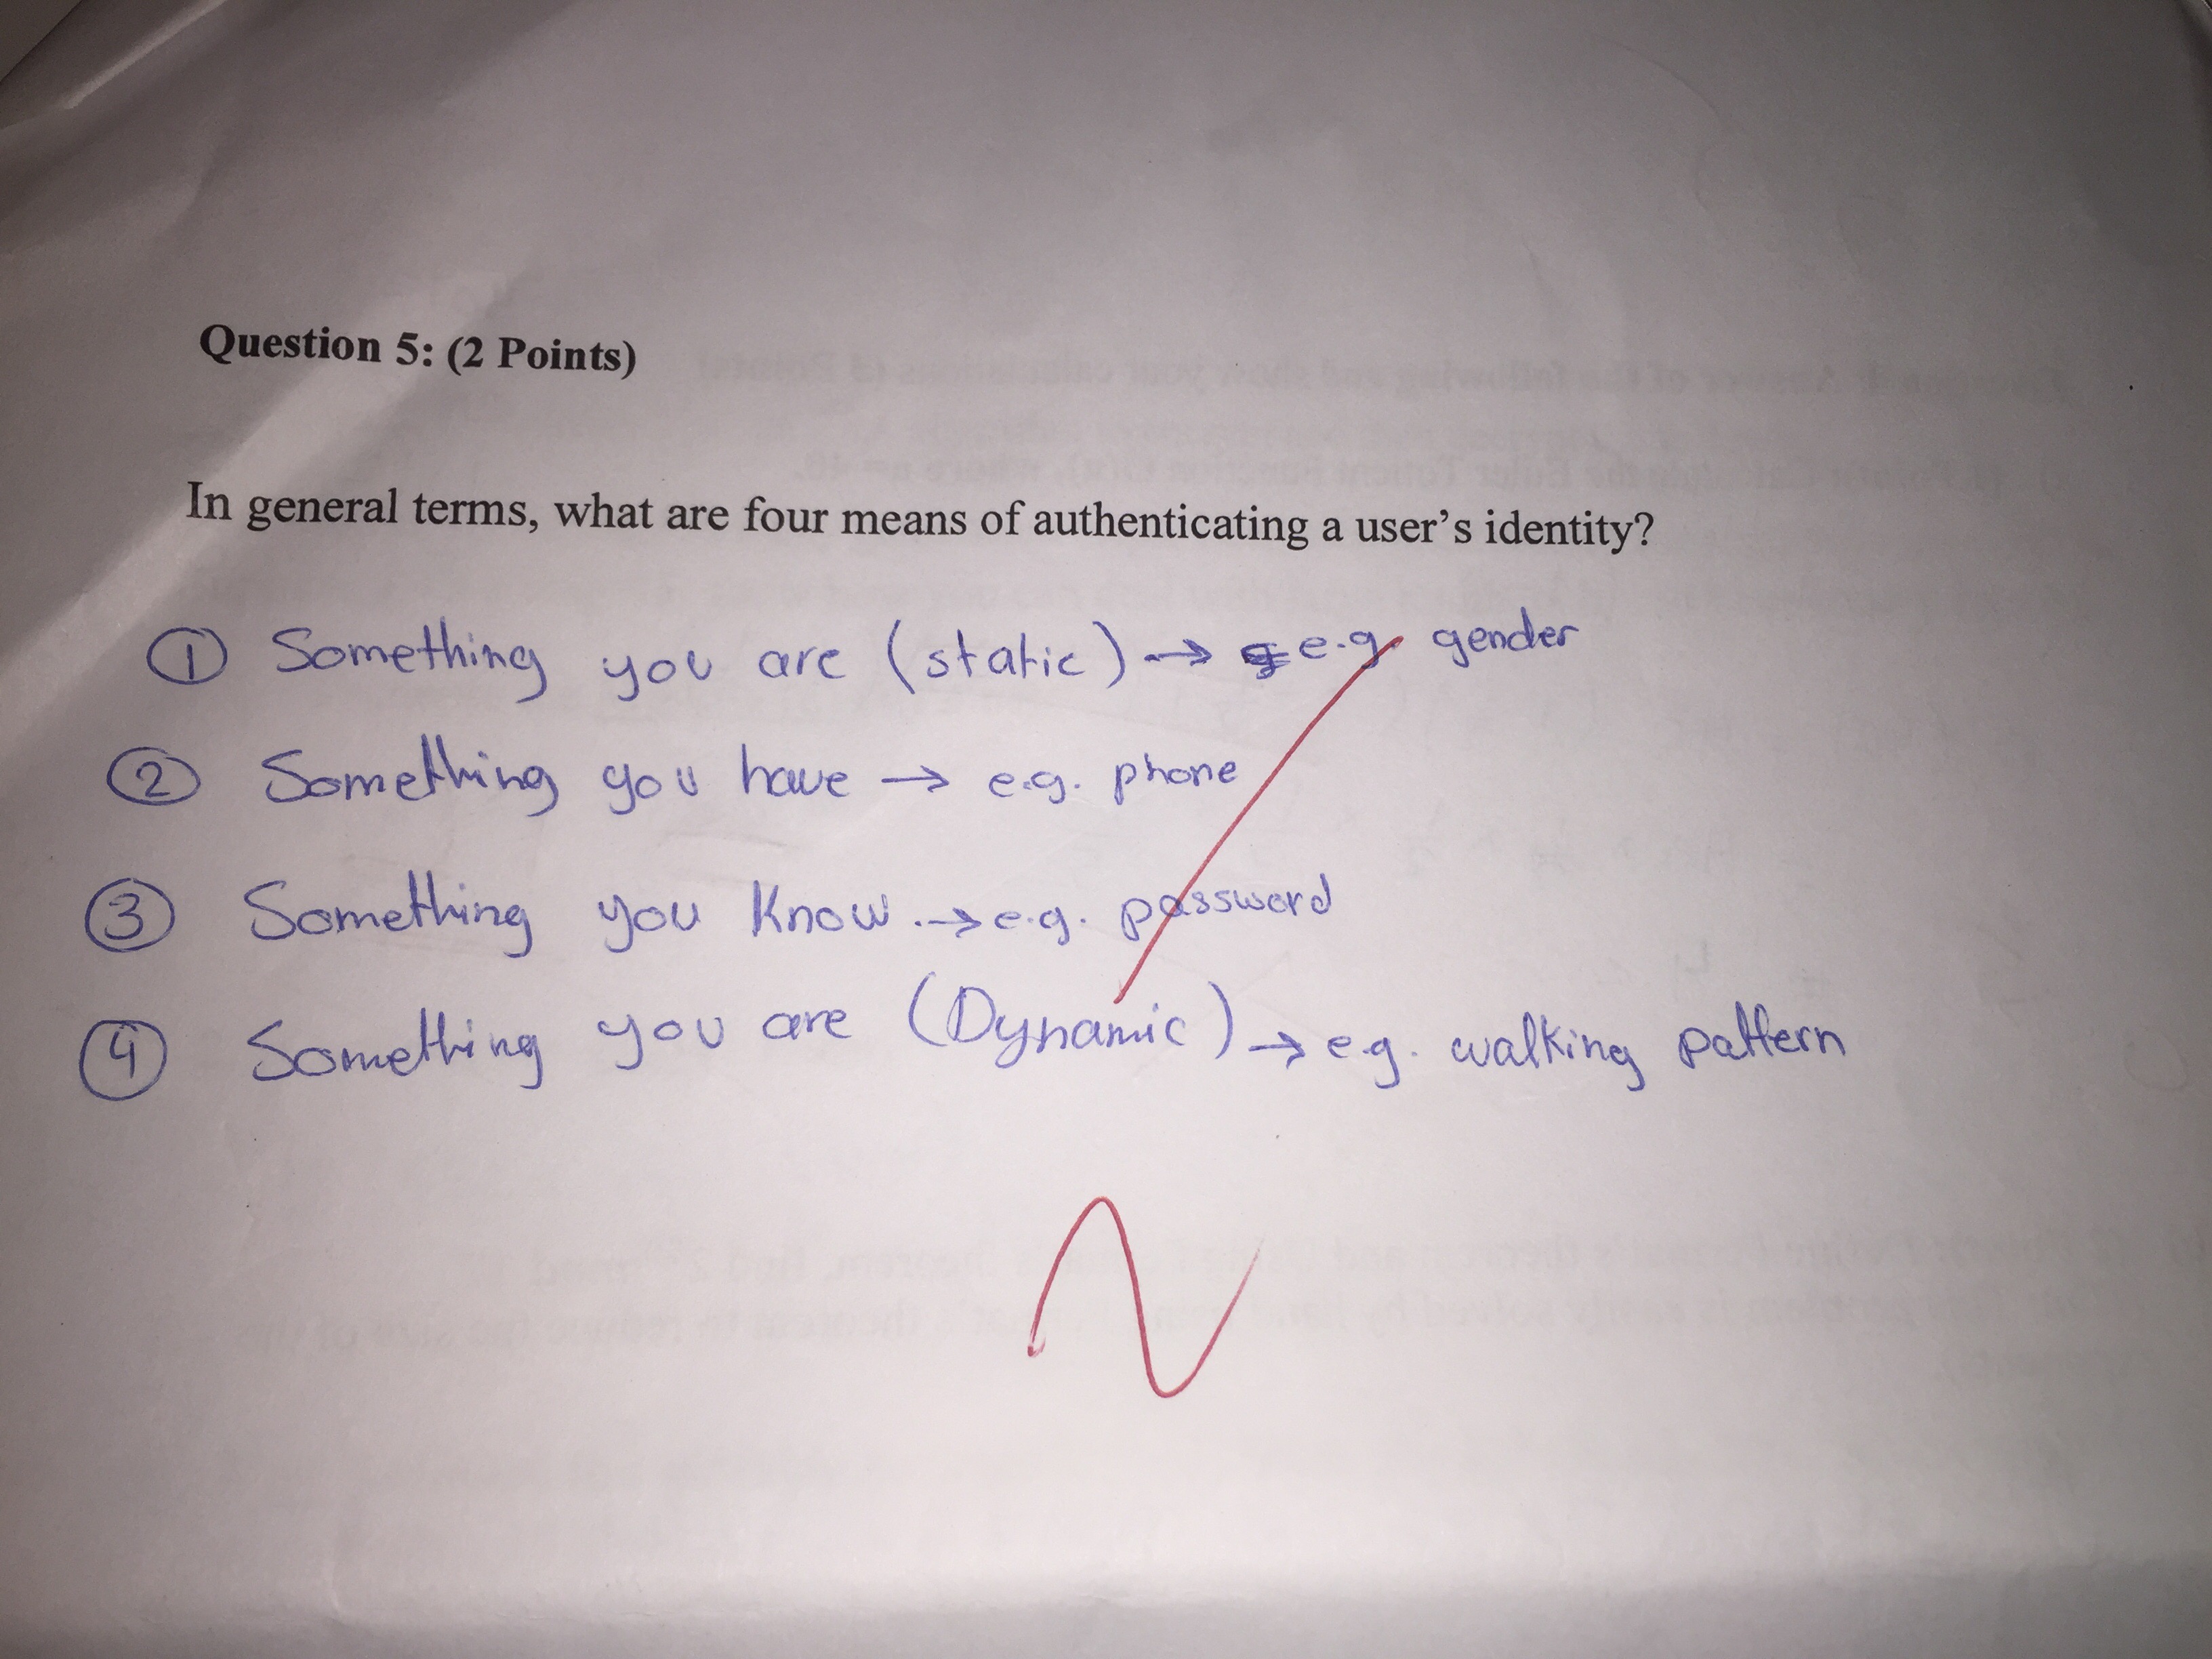 Question 5: (2 Points)
In general terms, what are four means of authenticating a user's identity?
① Something you are (static) → e.g. gender
② Something you have → e.g. phone
③ Something you know. → e.g. password
④ Something you are (Dynamic) → e.g. walking pattern
2